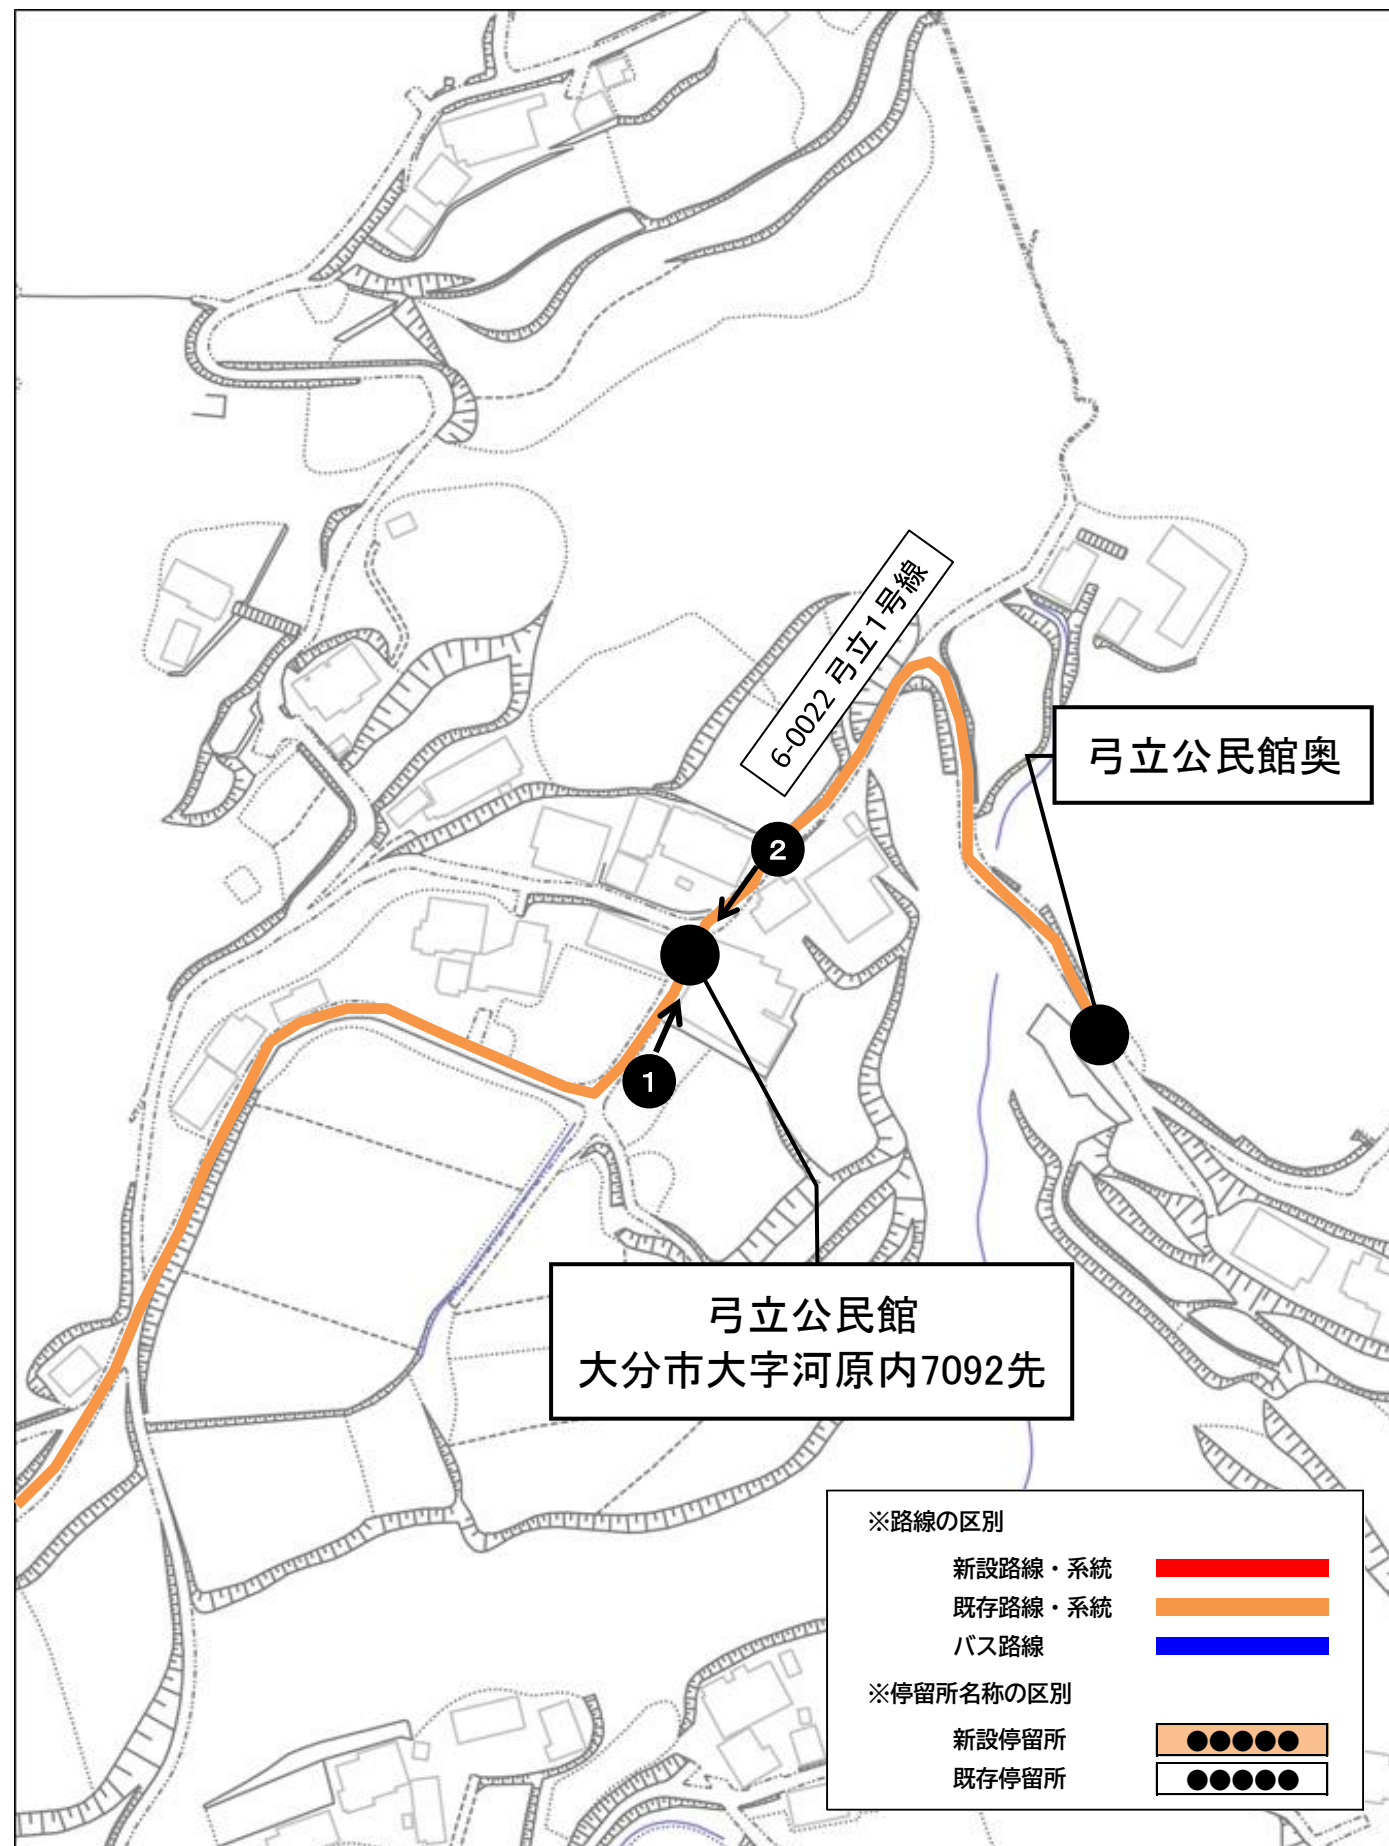 6-0022 弓立1号線
弓立公民館奥
2
1
弓立公民館
大分市大字河原内7092先
※路線の区別
新設路線・系統
既存路線・系統
バス路線
※停留所名称の区別
新設停留所
●●●●●
既存停留所
●●●●●